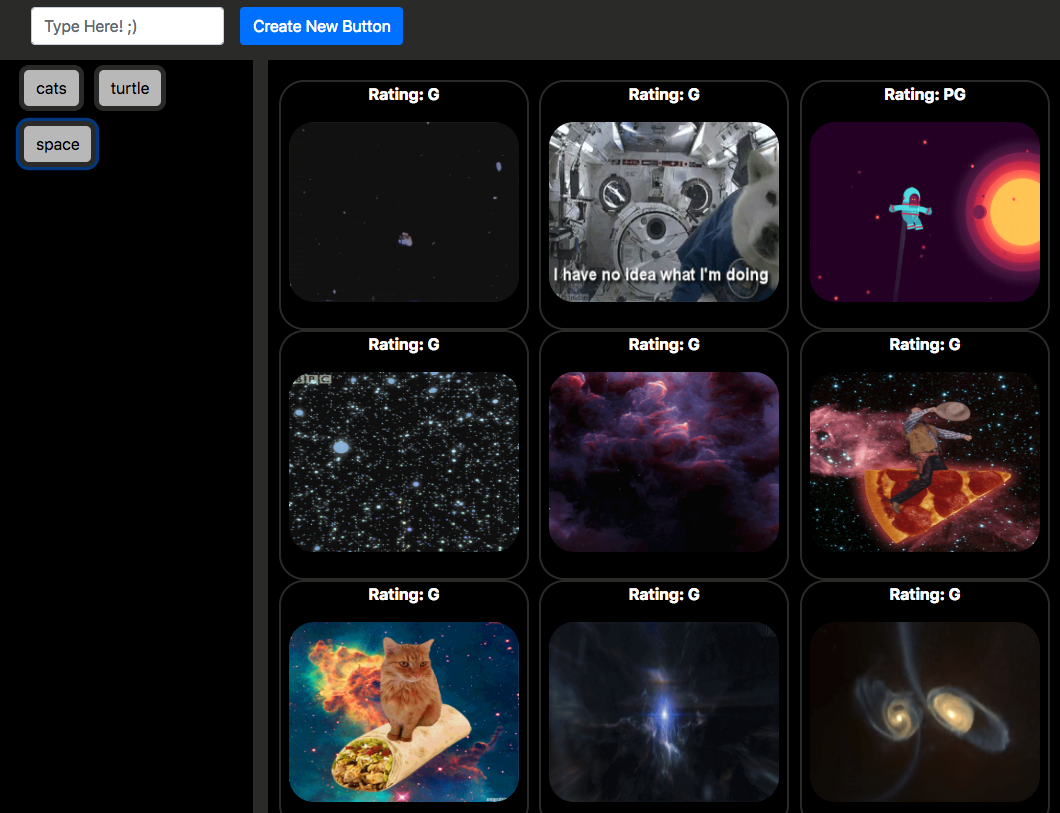 Type Here! ;)
Create New Button
cats
turtle
space
Rating: G
Rating: G
Rating: PG
I have no idea what I'm doing
Rating: G
Rating: G
Rating: G
BBC
Rating: G
Rating: G
Rating: G